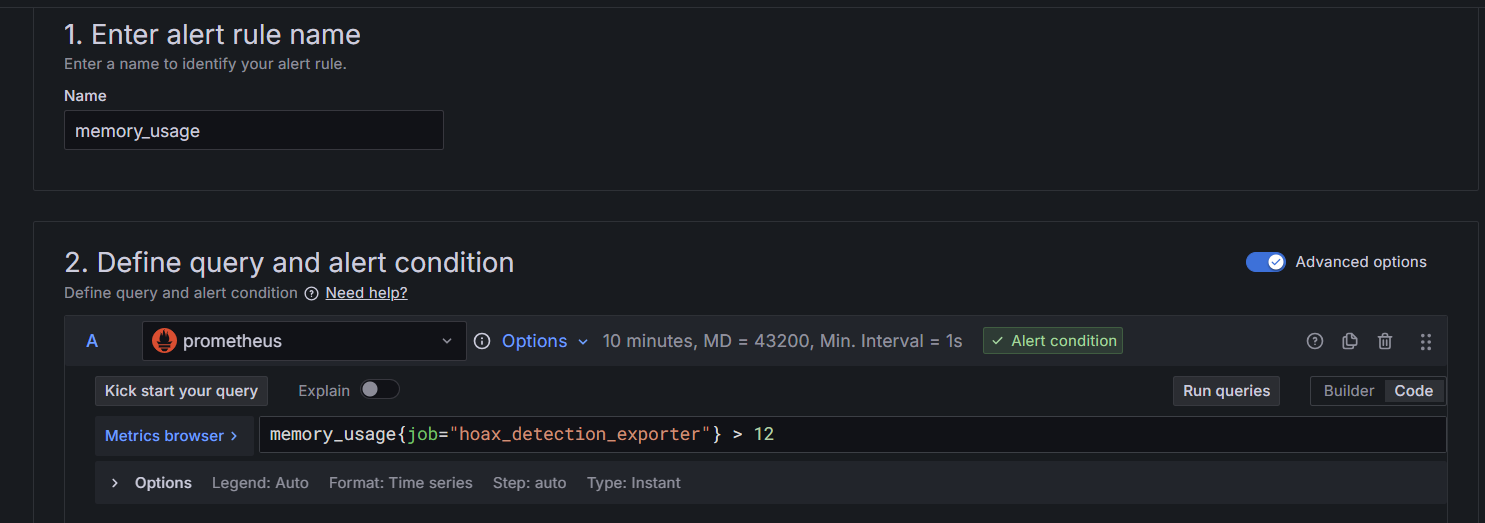 1. Enter alert rule name
Enter a name to identify your alert rule.
Name
memory_usage
2. Define query and alert condition
Advanced options
Define query and alert condition Need help?
A prometheus Options 10 minutes, MD = 43200, Min. Interval = 1s Alert condition
Kick start your query Explain Run queries Builder Code
Metrics browser > memory_usage{job="hoax_detection_exporter"} > 12
Options Legend: Auto Format: Time series Step: auto Type: Instant